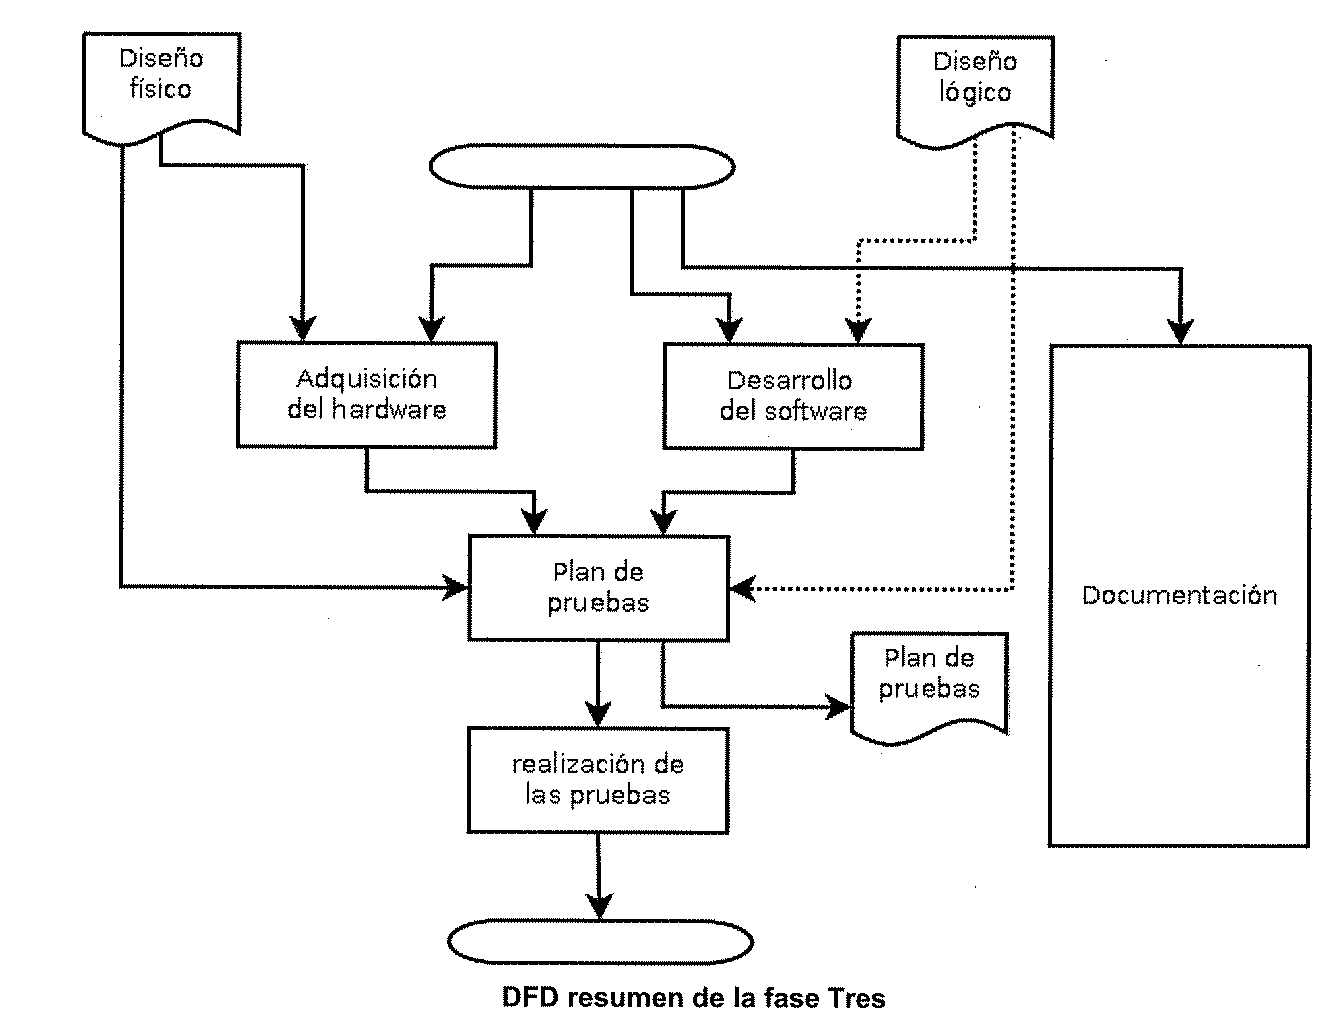 Diseño
físico
Diseño
lógico
Adquisición
del hardware
Desarrollo
del software
Plan de
pruebas
Documentación
Plan de
pruebas
realización de
las pruebas
DFD resumen de la fase Tres